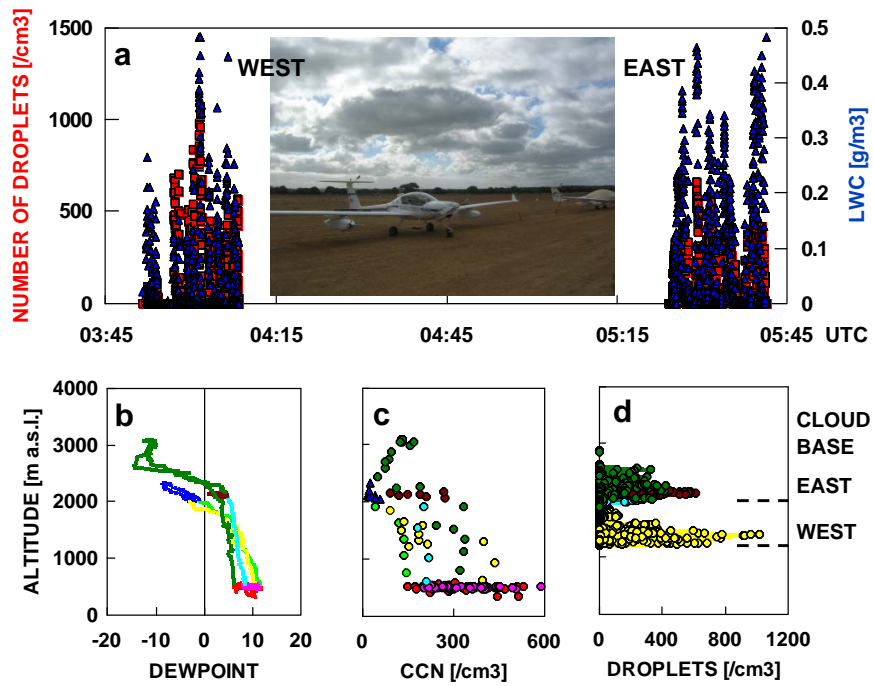 1500
0.5
a
WEST
EAST
0.4
1000
0.3
0.2
500
0.1
0
0
NUMBER OF DROPLETS [/cm3]
LWC [g/m3]
03:45
04:15
04:45
05:15
05:45
UTC
4000
b
c
d
CLOUD
3000
BASE
EAST
2000
WEST
1000
0
ALTITUDE [m a.s.l.]
-20
-10
0
10
20
0
300
600
0
400
800
1200
DEWPOINT
CCN [/cm3]
DROPLETS [/cm3]